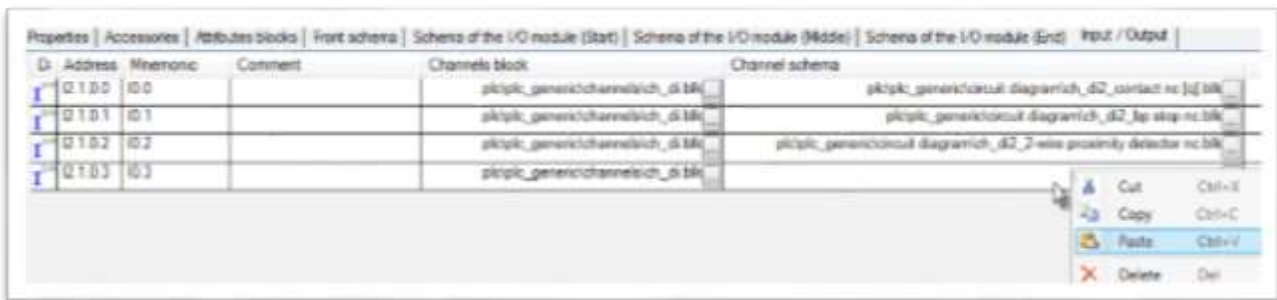 Properties | Accessories | Attributes blocks | Front schema | Schema of the I/O module (Start) | Schema of the I/O module (Middle) | Schema of the I/O module (End) | Input / Output
D Address Mnemonic Comment Channels block Channel schema
I I2.1.0.0 I0.0 plc\plc_generic\channels\ch_di.blk ... plc\plc_generic\circuit diagram\ch_di2_contact nc [q].blk ...
I I2.1.0.1 I0.1 plc\plc_generic\channels\ch_di.blk ... plc\plc_generic\circuit diagram\ch_di2_bp stop nc.blk ...
I I2.1.0.2 I0.2 plc\plc_generic\channels\ch_di.blk ... plc\plc_generic\circuit diagram\ch_di2_2-wire proximity detector nc.blk ...
I I2.1.0.3 I0.3 plc\plc_generic\channels\ch_di.blk ...
Cut Ctrl+X
Copy Ctrl+C
Paste Ctrl+V
Delete Del